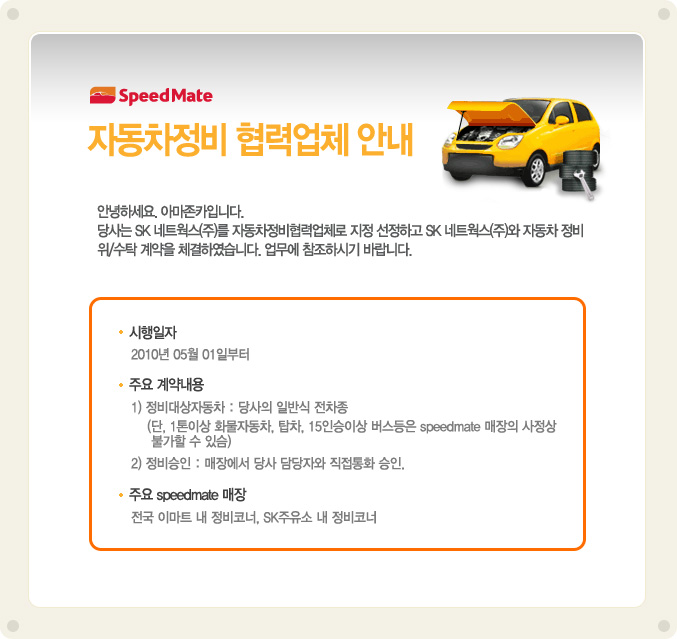 SpeedMate
자동차정비 협력업체 안내
안녕하세요. 아마존카입니다.
당사는 SK 네트웍스(주)를 자동차정비협력업체로 지정 선정하고 SK 네트웍스(주)와 자동차 정비
위/수탁 계약을 체결하였습니다. 업무에 참조하시기 바랍니다.
• 시행일자
2010년 05월 01일부터
• 주요 계약내용
1) 정비대상자동차 : 당사의 일반식 전차종
(단, 1톤이상 화물자동차, 탑차, 15인승이상 버스등은 speedmate 매장의 사정상
불가할 수 있슴)
2) 정비승인 : 매장에서 당사 담당자와 직접통화 승인.
• 주요 speedmate 매장
전국 이마트 내 정비코너, SK주유소 내 정비코너